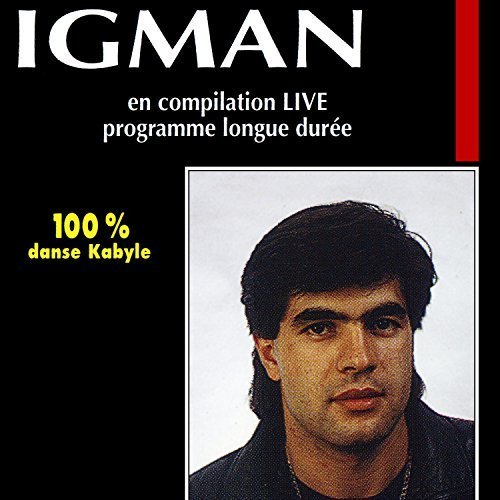 IGMAN
en compilation LIVE
programme longue durée
100 %
danse Kabyle